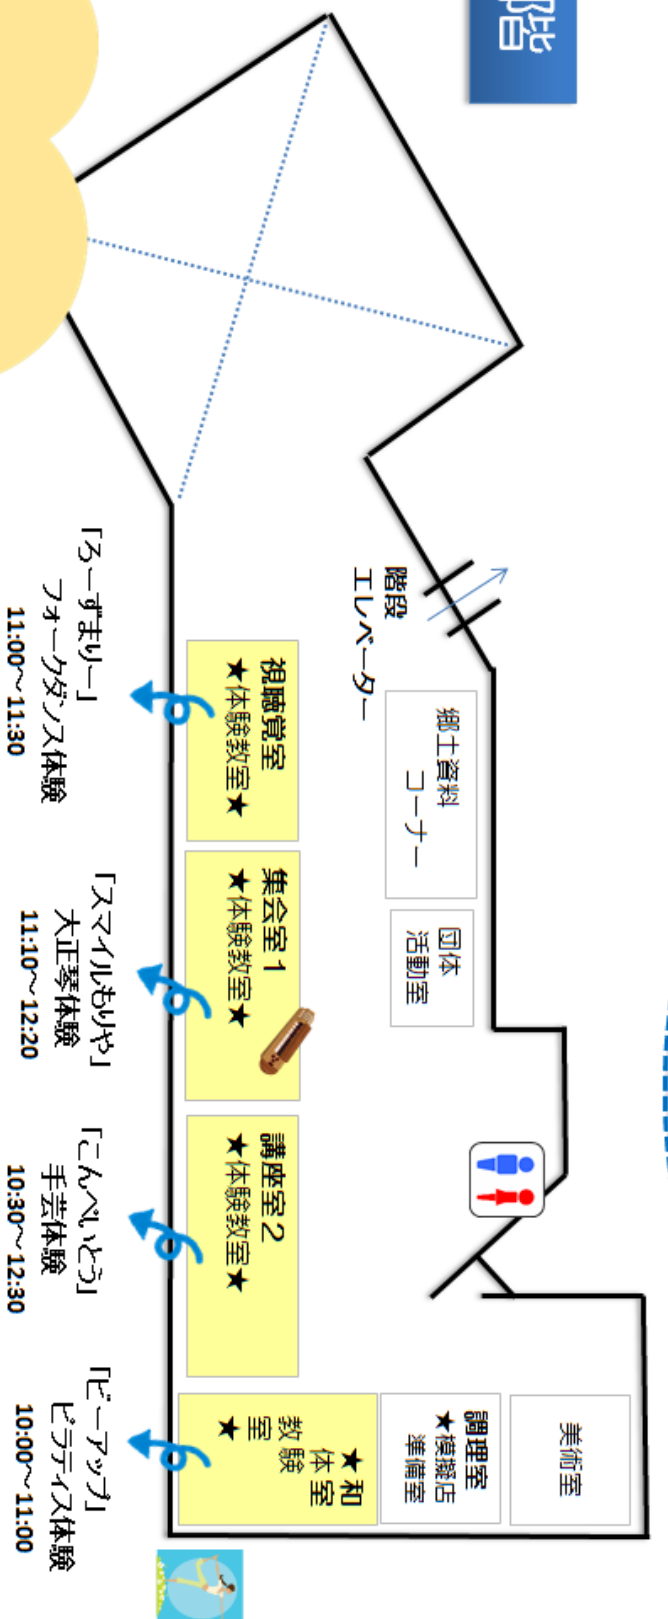 階
階段
エレベーター
郷土資料
コーナー
団体
活動室
視聴覚室
★体験教室★
集会室1
★体験教室★
講座室2
★体験教室★
和室
★体験教室★
調理室
★模擬店
準備室
美術室
「ろーずまりー」
フォークダンス体験
11:00～11:30
「スマイルもりや」
大正琴体験
11:10～12:20
「こんぺいとう」
手芸体験
10:30～12:30
「ビーアップ」
ピラティス体験
10:00～11:00